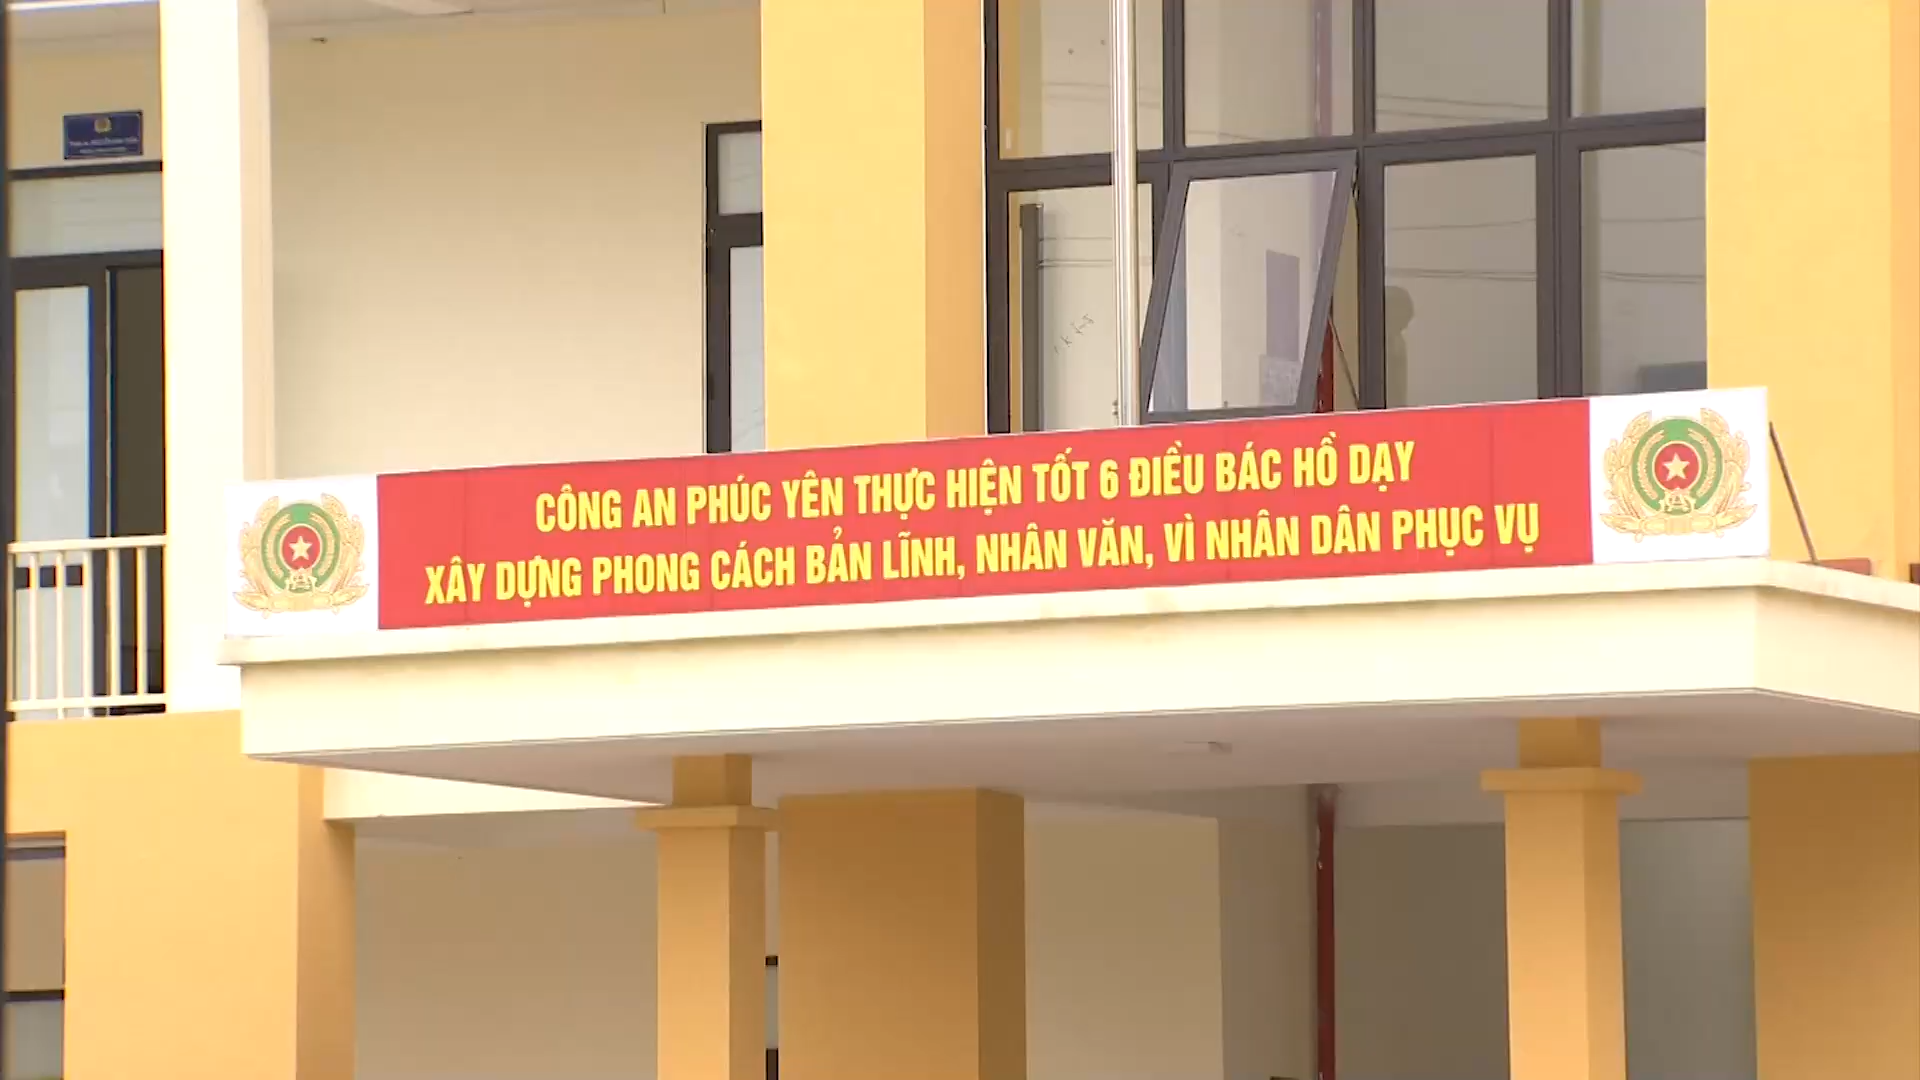 CÔNG AN PHÚC YÊN THỰC HIỆN TỐT 6 ĐIỀU BÁC HỒ DẠY
XÂY DỰNG PHONG CÁCH BẢN LĨNH, NHÂN VĂN, VÌ NHÂN DÂN PHỤC VỤ